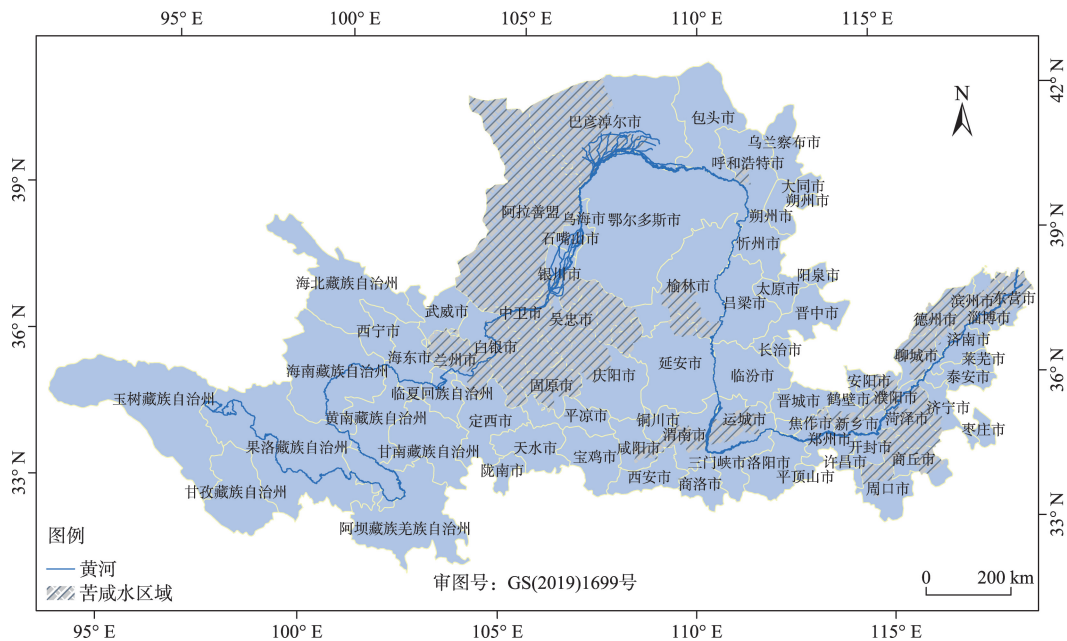 95° E
100° E
105° E
110° E
115° E
42° N
39° N
36° N
33° N
39° N
36° N
33° N
N
巴彦淖尔市
包头市
乌兰察布市
呼和浩特市
大同市
朔州市
阿拉善盟
乌海市
鄂尔多斯市
朔州市
石嘴山市
忻州市
银川市
海北藏族自治州
榆林市
阳泉市
太原市
吕梁市
武威市
中卫市
吴忠市
晋中市
滨州市
东营市
德州市
淄博市
西宁市
白银市
济南市
海东市
兰州市
长治市
聊城市
莱芜市
海南藏族自治州
庆阳市
延安市
临汾市
泰安市
玉树藏族自治州
临夏回族自治州
固原市
安阳市
晋城市
鹤壁市
濮阳市
黄南藏族自治州
定西市
平凉市
铜川市
运城市
焦作市
新乡市
菏泽市
济宁市
枣庄市
果洛藏族自治州
甘南藏族自治州
天水市
咸阳市
渭南市
郑州市
开封市
陇南市
宝鸡市
三门峡市
洛阳市
许昌市
商丘市
甘孜藏族自治州
西安市
商洛市
平顶山市
周口市
阿坝藏族羌族自治州
图例
黄河
苦咸水区域
审图号：GS(2019)1699号
0 200 km
95° E
100° E
105° E
110° E
115° E